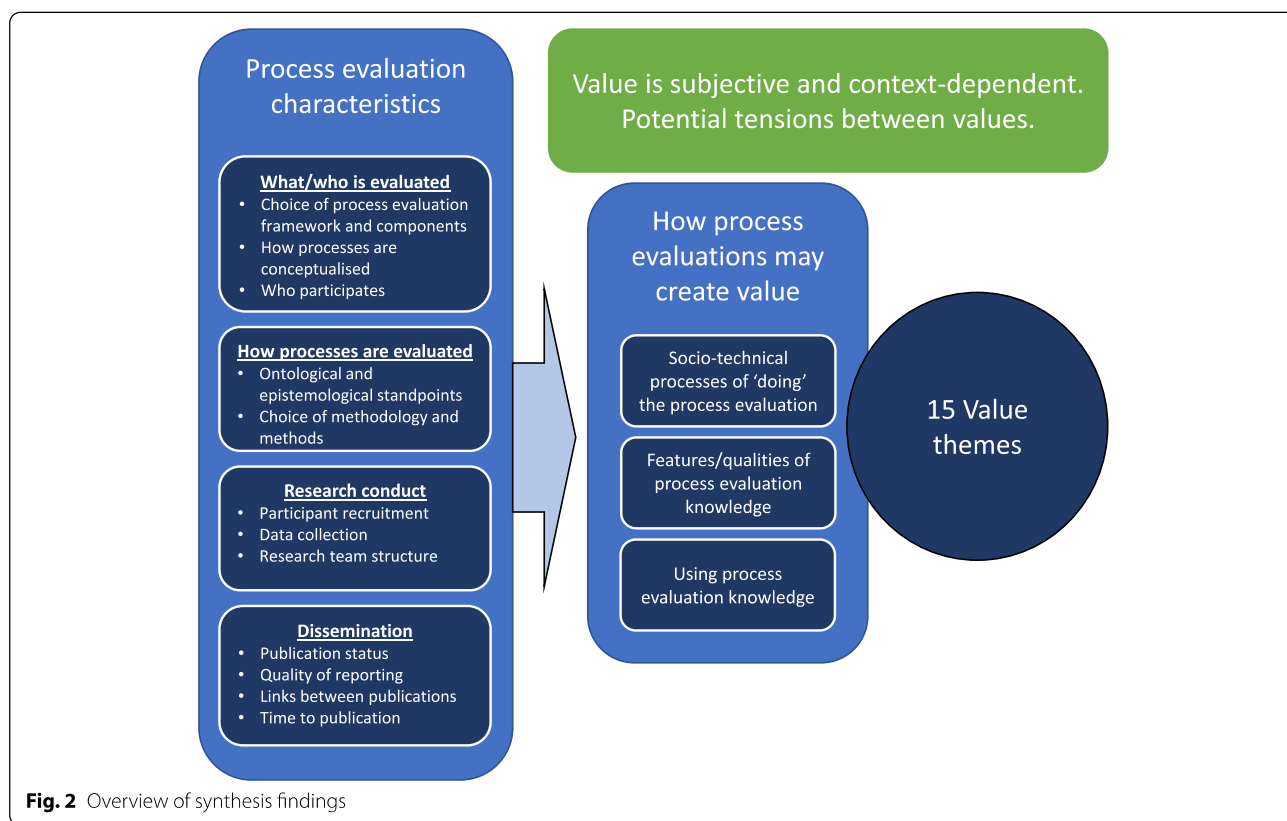 Process evaluation
characteristics
What/who is evaluated
• Choice of process evaluation
framework and components
• How processes are
conceptualised
• Who participates
How processes are evaluated
• Ontological and
epistemological standpoints
• Choice of methodology and
methods
Research conduct
• Participant recruitment
• Data collection
• Research team structure
Dissemination
• Publication status
• Quality of reporting
• Links between publications
• Time to publication
Value is subjective and context-dependent.
Potential tensions between values.
How process
evaluations may
create value
Socio-technical
processes of ‘doing’
the process evaluation
Features/qualities of
process evaluation
knowledge
Using process
evaluation knowledge
15 Value
themes
Fig. 2 Overview of synthesis findings